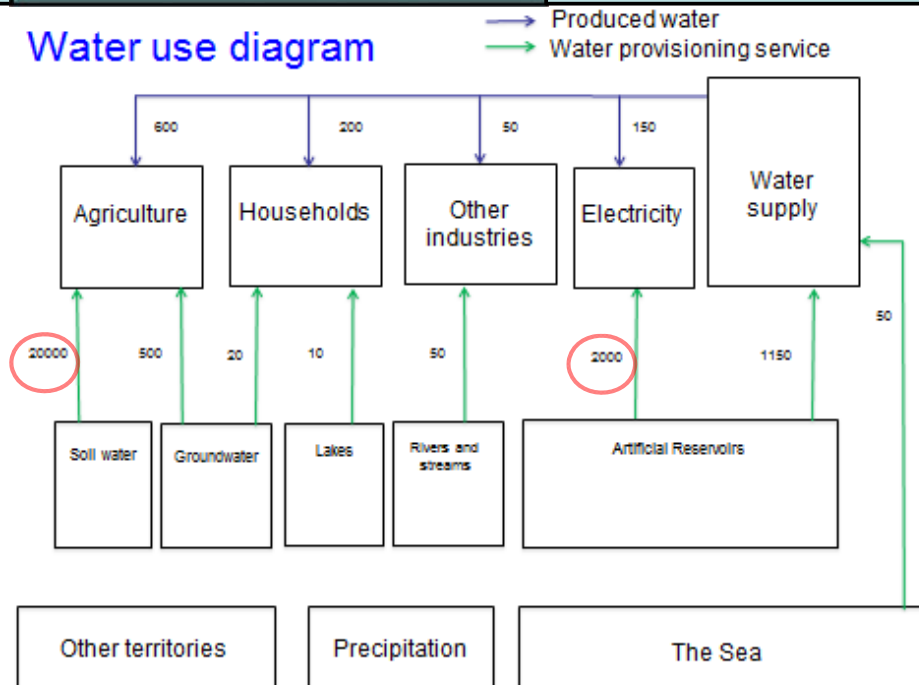 Produced water
Water use diagram
Water provisioning service
600
200
50
150
Agriculture
Households
Other
industries
Electricity
Water
supply
20000
500
20
10
50
2000
1150
50
Soil water
Groundwater
Lakes
Rivers and
streams
Artificial Reservoirs
Other territories
Precipitation
The Sea